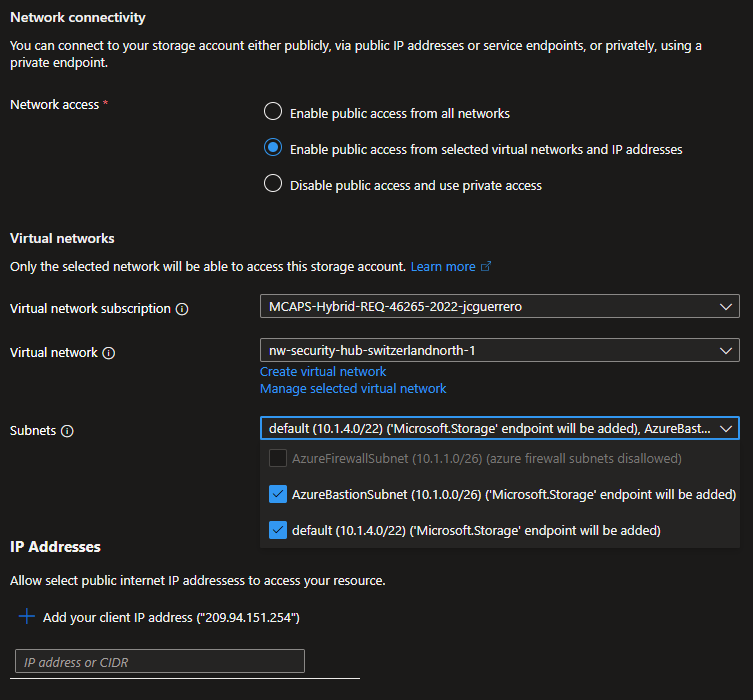 Network connectivity
You can connect to your storage account either publicly, via public IP addresses or service endpoints, or privately, using a
private endpoint.
Network access *
Enable public access from all networks
Enable public access from selected virtual networks and IP addresses
Disable public access and use private access
Virtual networks
Only the selected network will be able to access this storage account. Learn more
Virtual network subscription
MCAPS-Hybrid-REQ-46265-2022-jcguerrero
Virtual network
nw-security-hub-switzerlandnorth-1
Create virtual network
Manage selected virtual network
Subnets
default (10.1.4.0/22) ('Microsoft.Storage' endpoint will be added), AzureBast...
AzureFirewallSubnet (10.1.1.0/26) (azure firewall subnets disallowed)
AzureBastionSubnet (10.1.0.0/26) ('Microsoft.Storage' endpoint will be added)
default (10.1.4.0/22) ('Microsoft.Storage' endpoint will be added)
IP Addresses
Allow select public internet IP addressess to access your resource.
Add your client IP address ("209.94.151.254")
IP address or CIDR